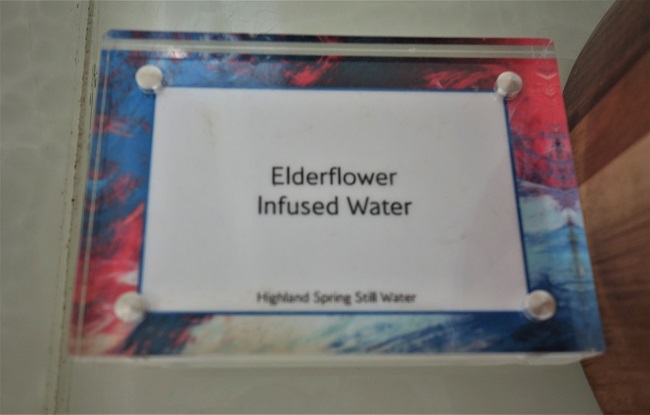 Elderflower
Infused Water
Highland Spring Still Water